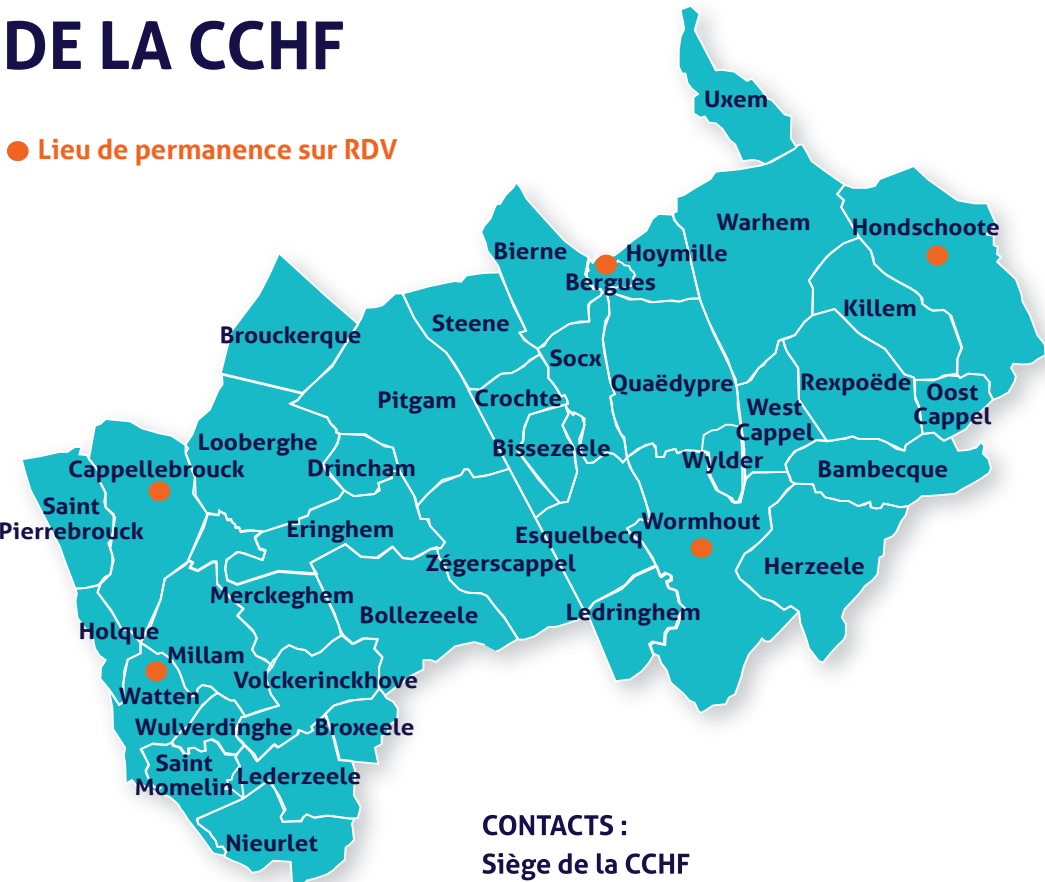 DE LA CCHF
Lieu de permanence sur RDV
Uxem
Warhem
Hondschoote
Bierne
Hoymille
Bergues
Killem
Steene
Brouckerque
Socx
Quaëdypre
Rexpoëde
Pitgam
Crochte
Oost
Cappel
West
Cappel
Looberghe
Bissezeele
Wylder
Bambecque
Cappellebrouck
Drincham
Saint
Pierrebrouck
Eringhem
Esquelbecq
Wormhout
Zégerscappel
Herzeele
Merckeghem
Bollezeele
Ledringhem
Holque
Millam
Volckerinckhove
Watten
Wulverdinghe
Broxeele
Saint
Momelin
Lederzeele
Nieurlet
CONTACTS :
Siège de la CCHF